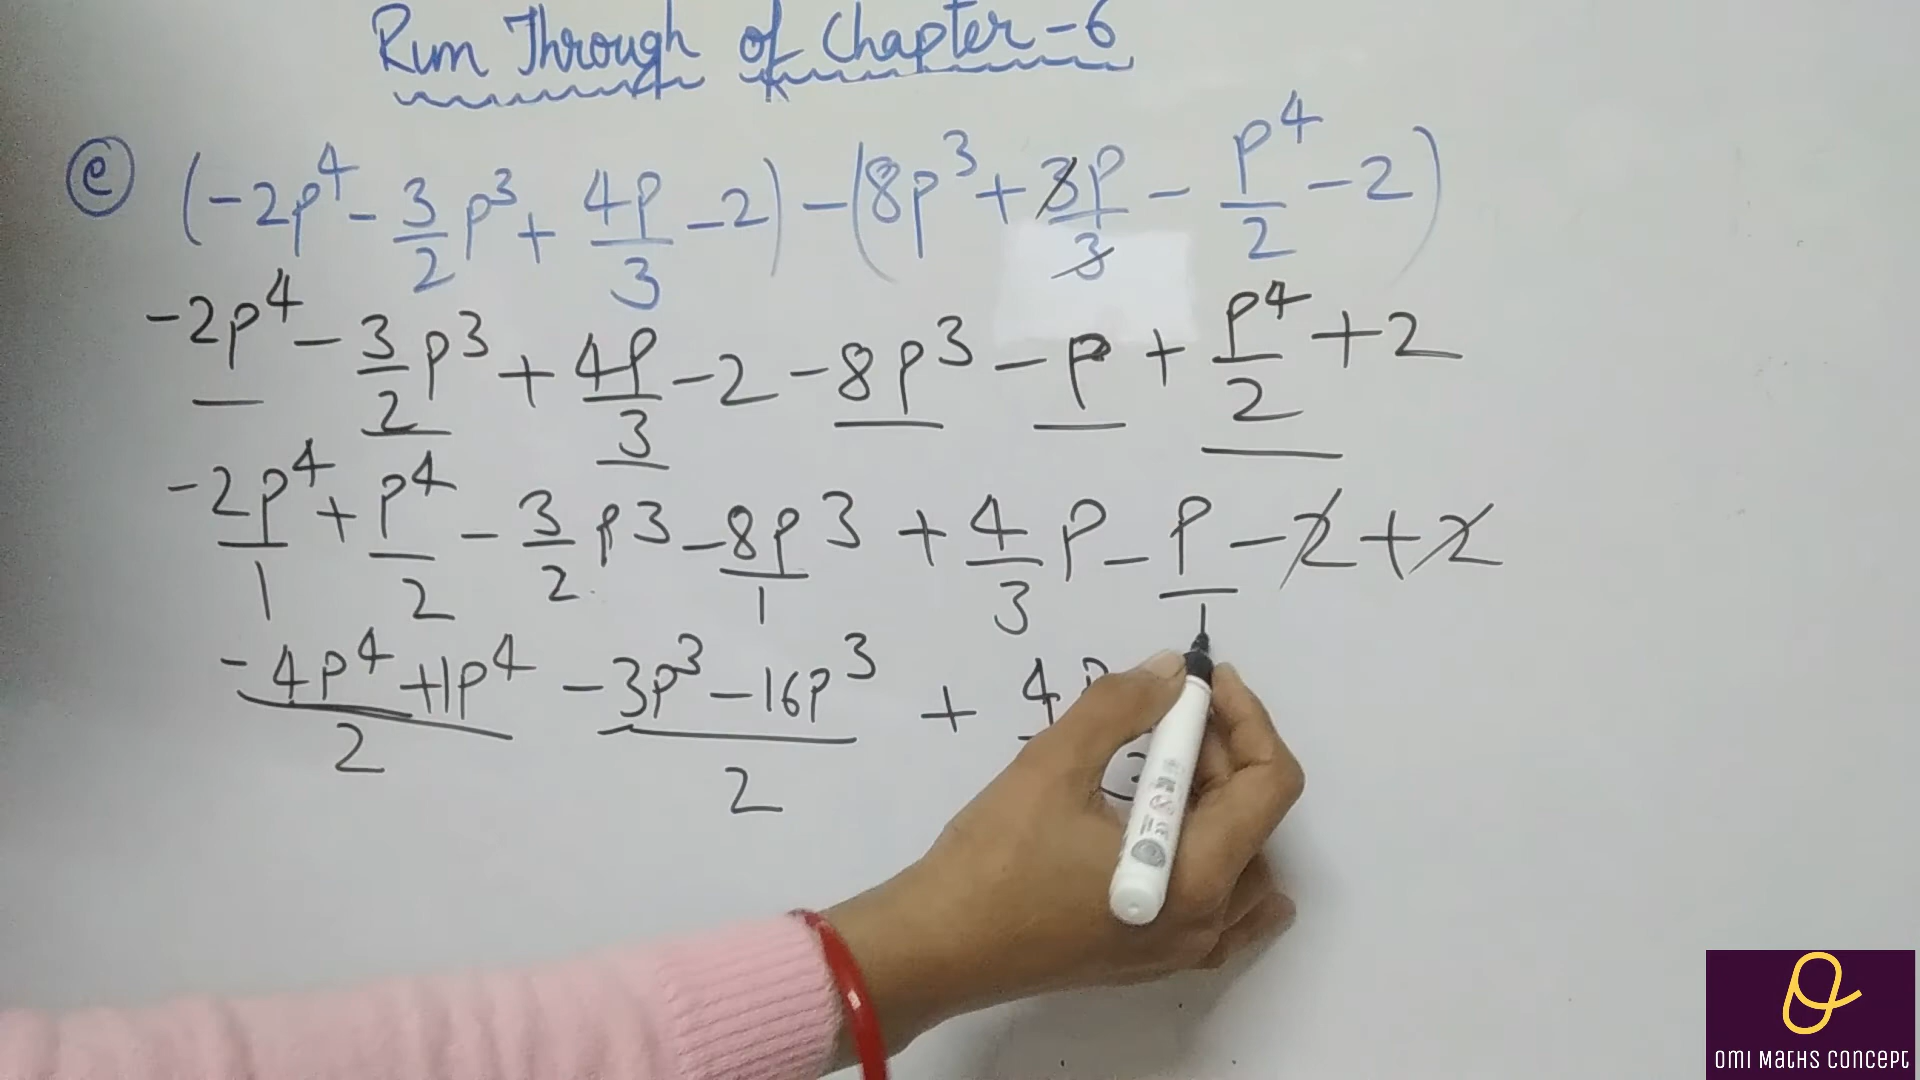 Run Through of Chapter-6
(e) (-2p⁴ - 3/2 p³ + 4p/3 - 2) - (8p³ + 3p/3 - p⁴/2 - 2)
-2p⁴ - 3/2 p³ + 4p/3 - 2 - 8p³ - p + p⁴/2 + 2
-2p⁴/1 + p⁴/2 - 3/2 p³ - 8p³/1 + 4/3 p - p/1 - 2 + 2
-4p⁴ + 1p⁴/2 - 3p³ - 16p³/2 + 4
OMI MATHS CONCEPT